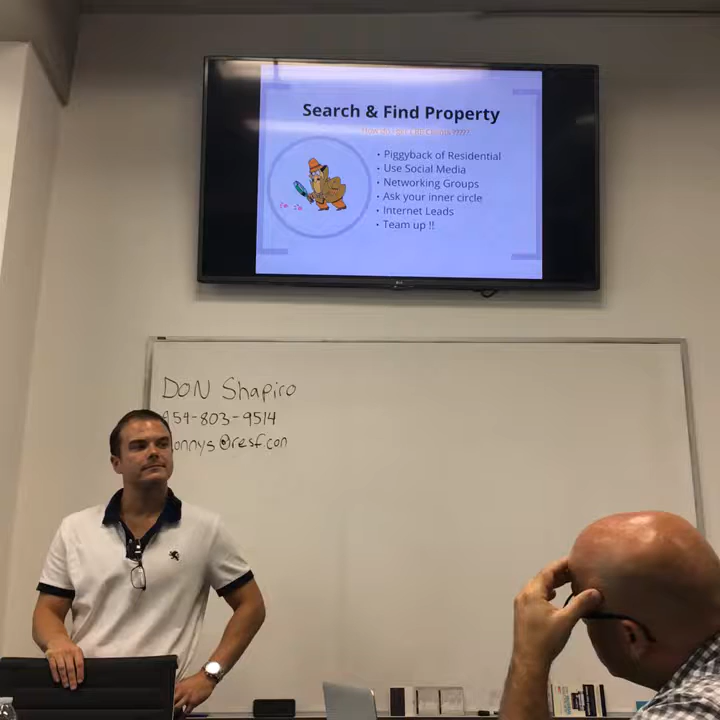 Search & Find Property
• Piggyback of Residential
• Use Social Media
• Networking Groups
• Ask your inner circle
• Internet Leads
• Team up !!
LG
DON Shapiro
954-803-9514
onnys@resf.con